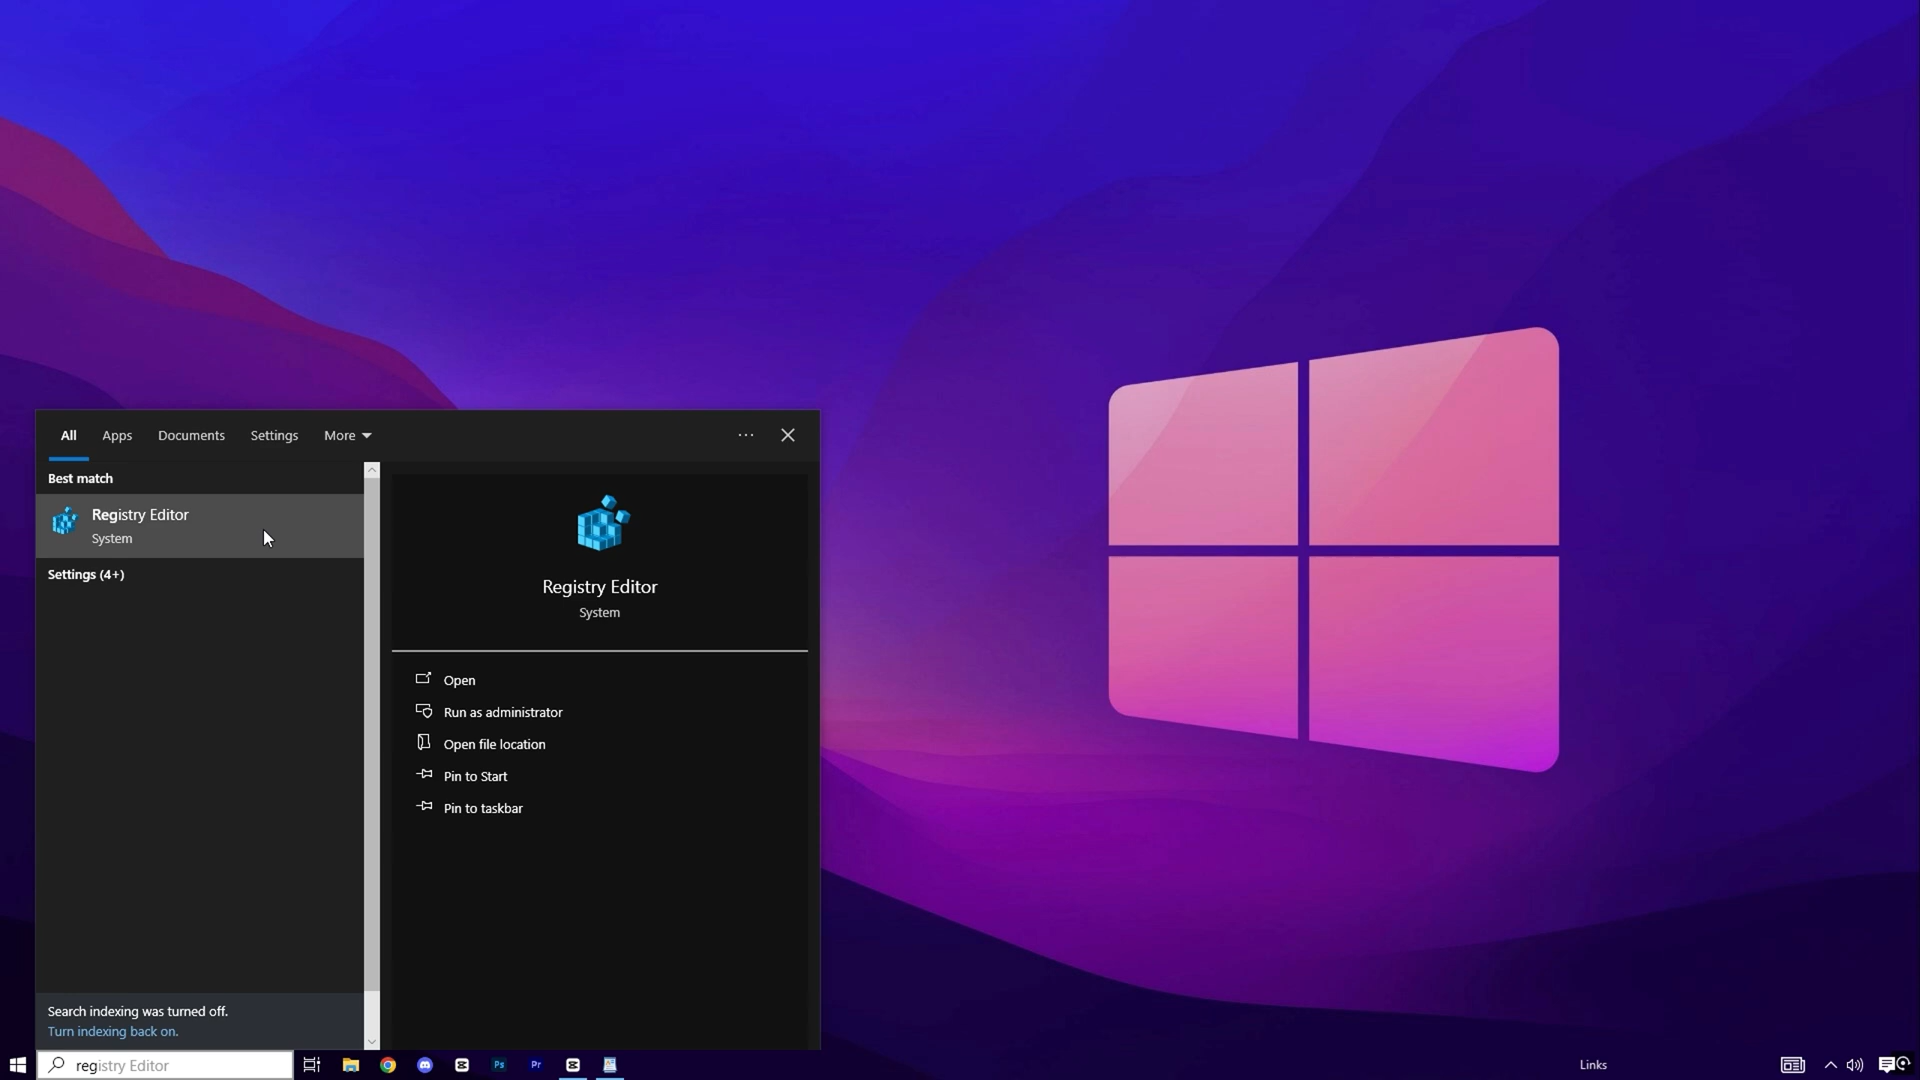 All
Apps
Documents
Settings
More
Best match
Registry Editor
System
Settings (4+)
Registry Editor
System
Open
Run as administrator
Open file location
Pin to Start
Pin to taskbar
Search indexing was turned off.
Turn indexing back on.
registry Editor
Ps
Pr
Links